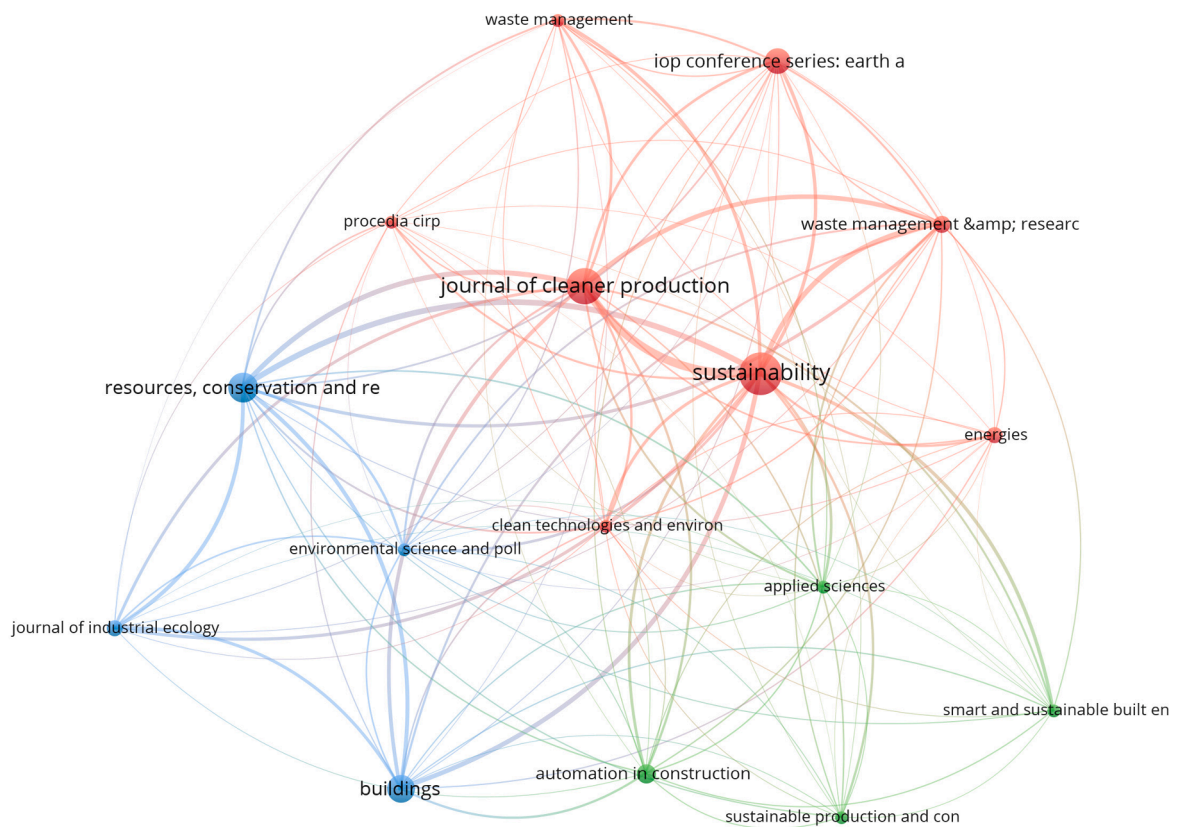 waste management
iop conference series: earth a
procedia cirp
waste management &amp; researc
journal of cleaner production
sustainability
resources, conservation and re
energies
clean technologies and environ
environmental science and poll
applied sciences
journal of industrial ecology
smart and sustainable built en
automation in construction
buildings
sustainable production and con